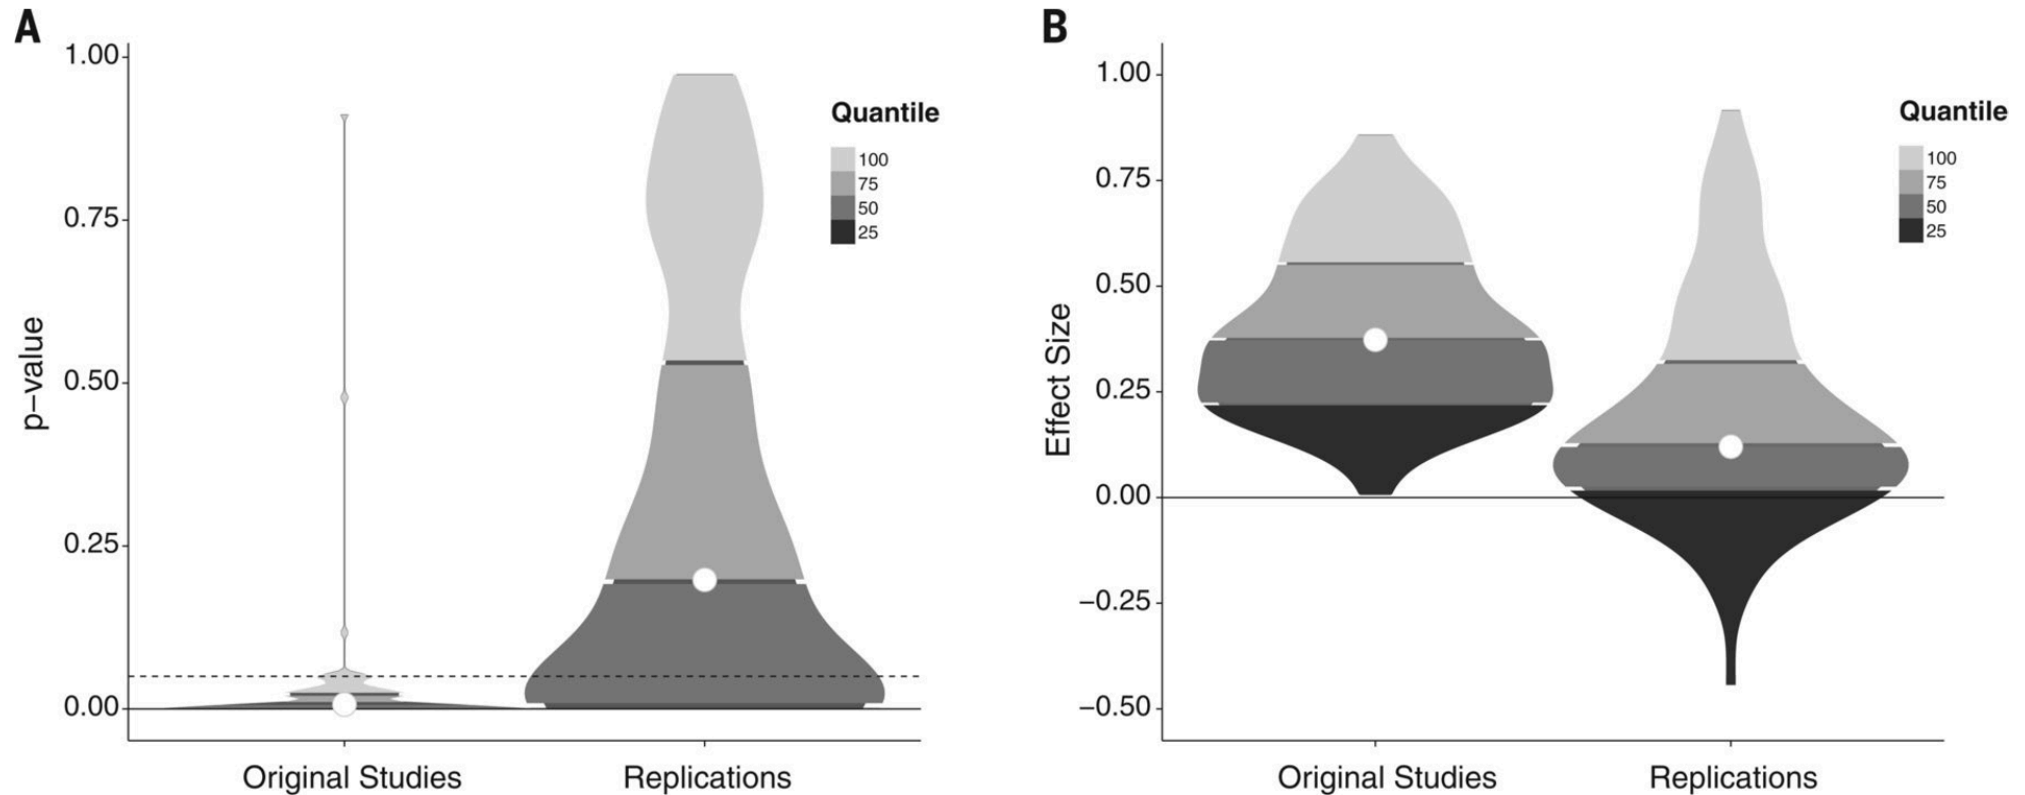 A
1.00
0.75
0.50
0.25
0.00
p−value
Original Studies
Replications
Quantile
100
75
50
25
B
1.00
0.75
0.50
0.25
0.00
−0.25
−0.50
Effect Size
Original Studies
Replications
Quantile
100
75
50
25